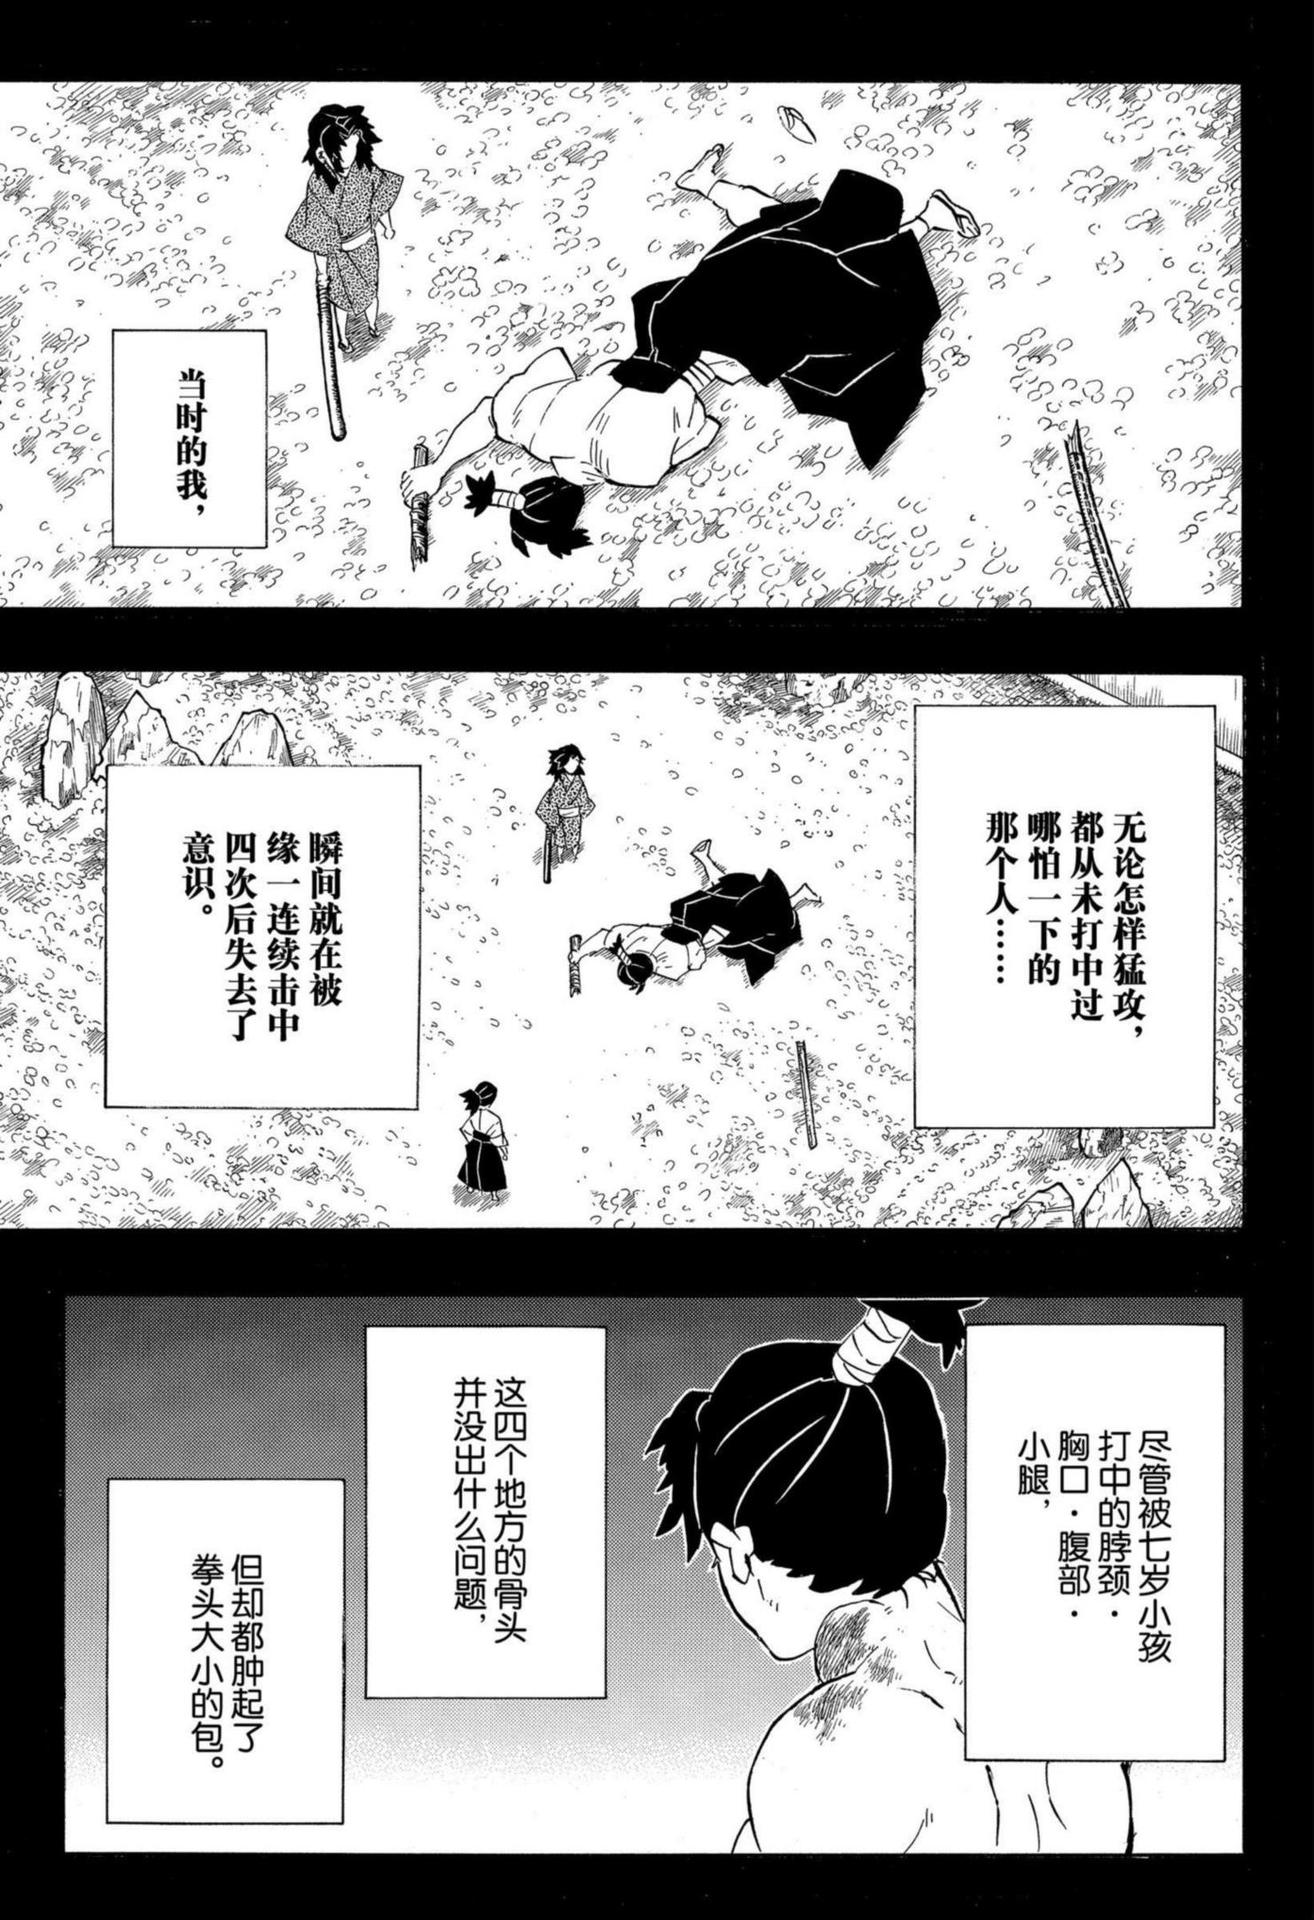 当时的我，
无论怎样猛攻，
都从未打中过
哪怕一下的
那个人……
瞬间就在被
缘一连续击中
四次后失去了
意识。
尽管被七岁小孩
打中的脖颈·
胸口·腹部·
小腿，
这四个地方的骨头
并没出什么问题，
但却都肿起了
拳头大小的包。